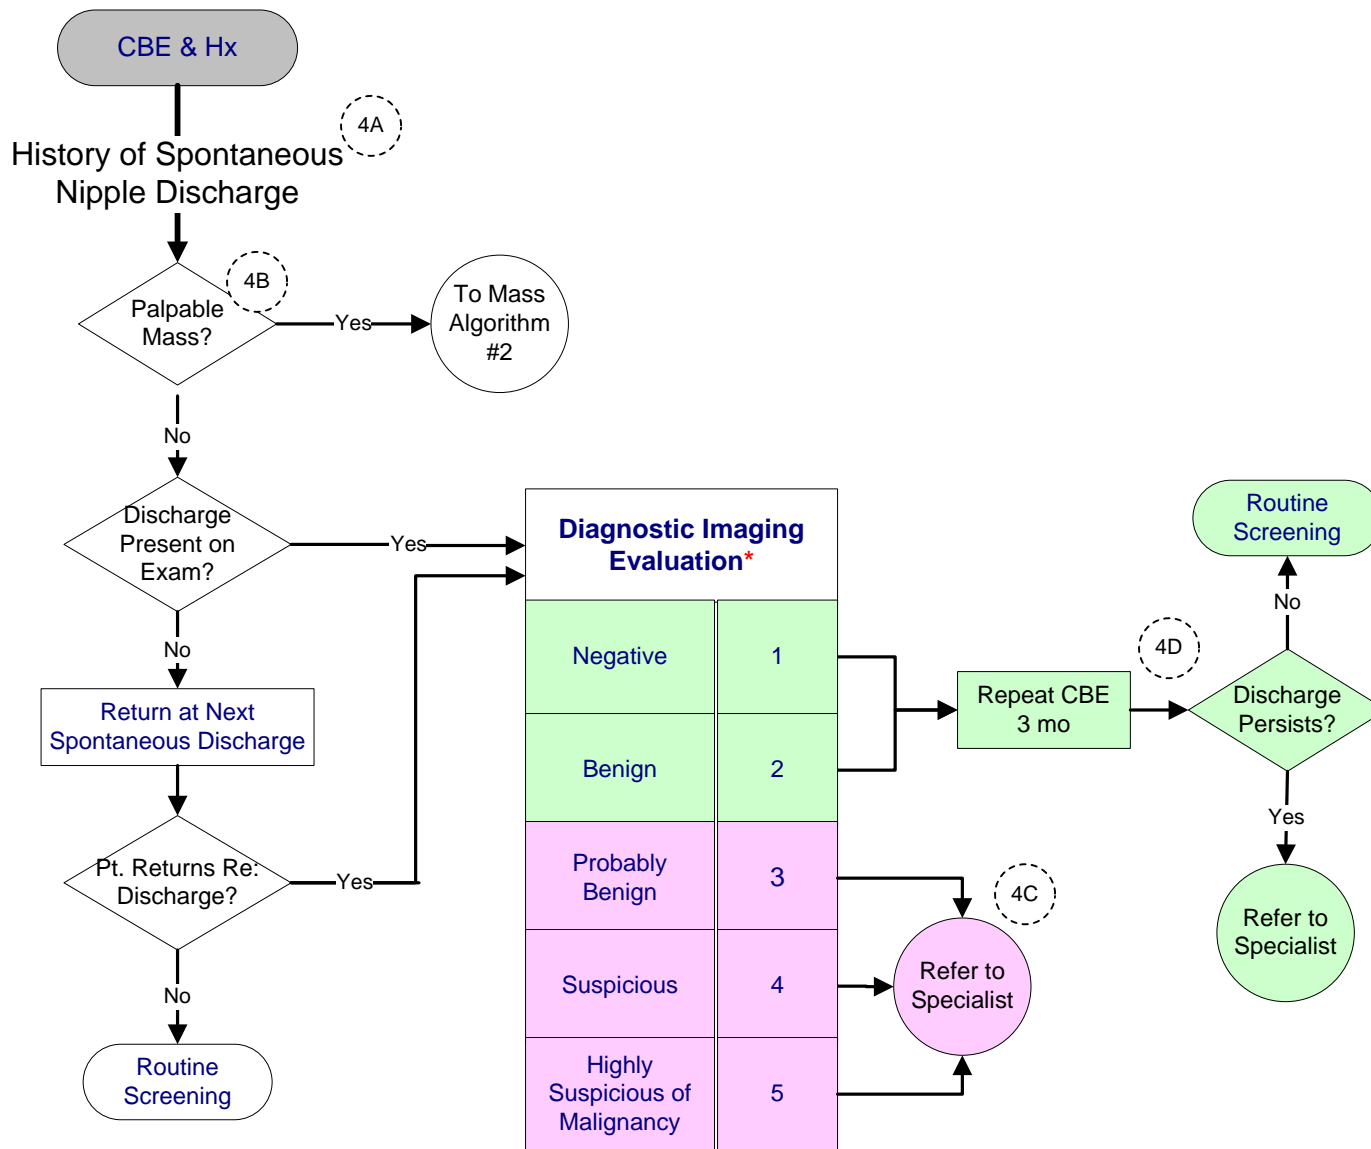 CBE & Hx
4A
History of Spontaneous
Nipple Discharge
4B
Palpable
Mass?
Yes
To Mass
Algorithm
#2
No
Discharge
Present on
Exam?
Yes
No
Return at Next
Spontaneous Discharge
Pt. Returns Re:
Discharge?
Yes
No
Routine
Screening
Diagnostic Imaging
Evaluation*
Negative 1
Benign 2
Probably
Benign
3
Suspicious 4
Highly
Suspicious of
Malignancy
5
4C
Refer to
Specialist
Repeat CBE
3 mo
4D
Discharge
Persists?
No
Routine
Screening
Yes
Refer to
Specialist